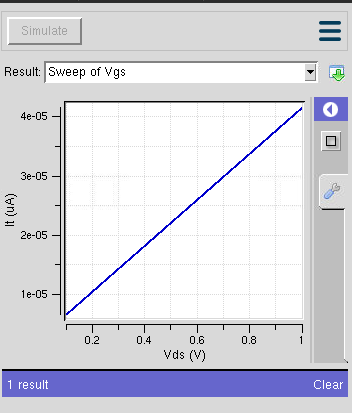 Simulate
Result: Sweep of Vgs
4e-05
3e-05
2e-05
1e-05
It (uA)
0.2 0.4 0.6 0.8 1
Vds (V)
1 result Clear